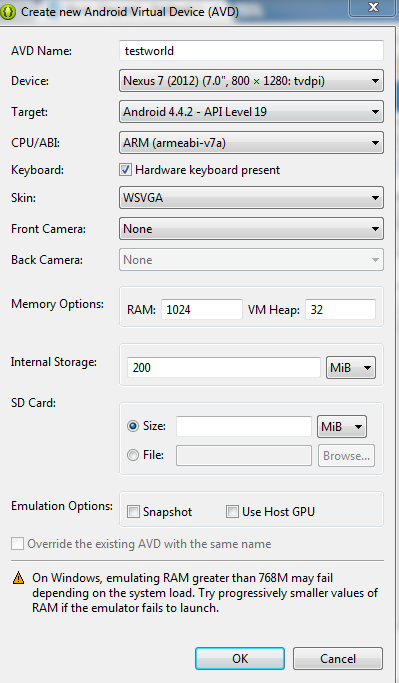 Create new Android Virtual Device (AVD)
AVD Name: testworld
Device: Nexus 7 (2012) (7.0", 800 × 1280: tvdpi)
Target: Android 4.4.2 - API Level 19
CPU/ABI: ARM (armeabi-v7a)
Keyboard: Hardware keyboard present
Skin: WSVGA
Front Camera: None
Back Camera: None
Memory Options: RAM: 1024 VM Heap: 32
Internal Storage: 200 MiB
SD Card:
Size: MiB
File: Browse...
Emulation Options: Snapshot Use Host GPU
Override the existing AVD with the same name
On Windows, emulating RAM greater than 768M may fail
depending on the system load. Try progressively smaller values of
RAM if the emulator fails to launch.
OK Cancel